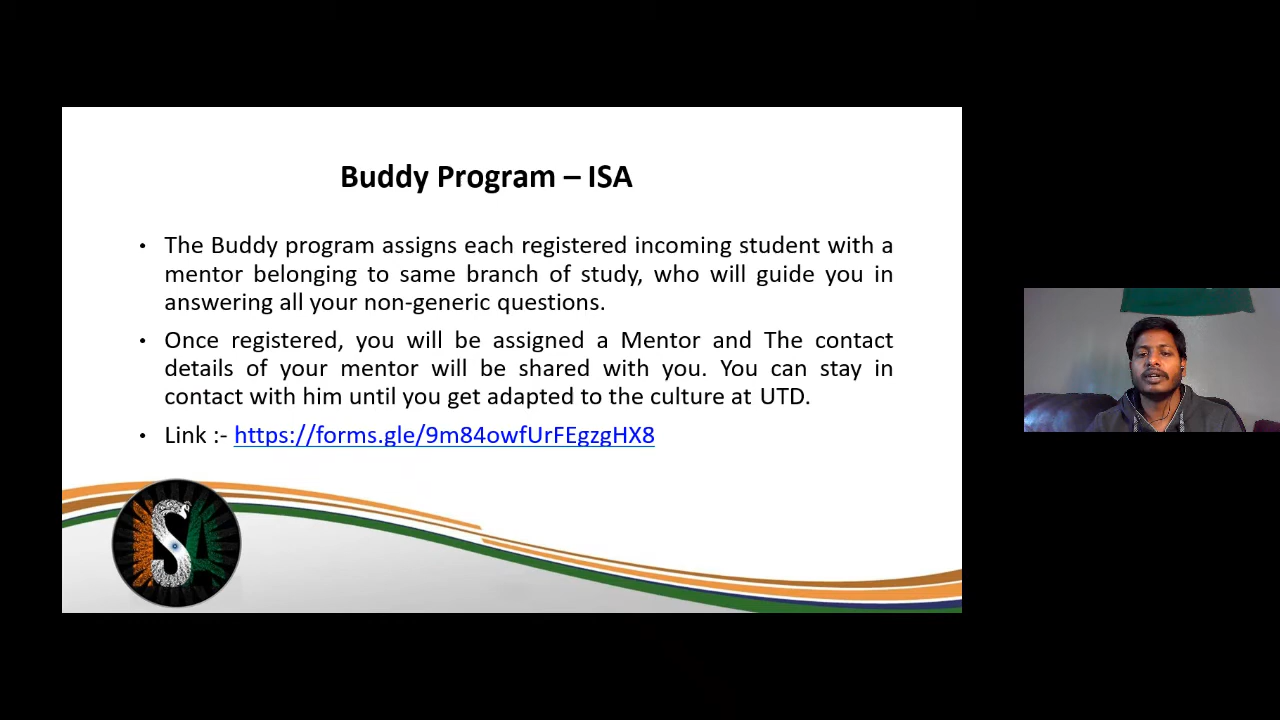 Buddy Program – ISA
• The Buddy program assigns each registered incoming student with a
mentor belonging to same branch of study, who will guide you in
answering all your non-generic questions.
• Once registered, you will be assigned a Mentor and The contact
details of your mentor will be shared with you. You can stay in
contact with him until you get adapted to the culture at UTD.
• Link :- https://forms.gle/9m84owfUrFEgzgHX8
ISA